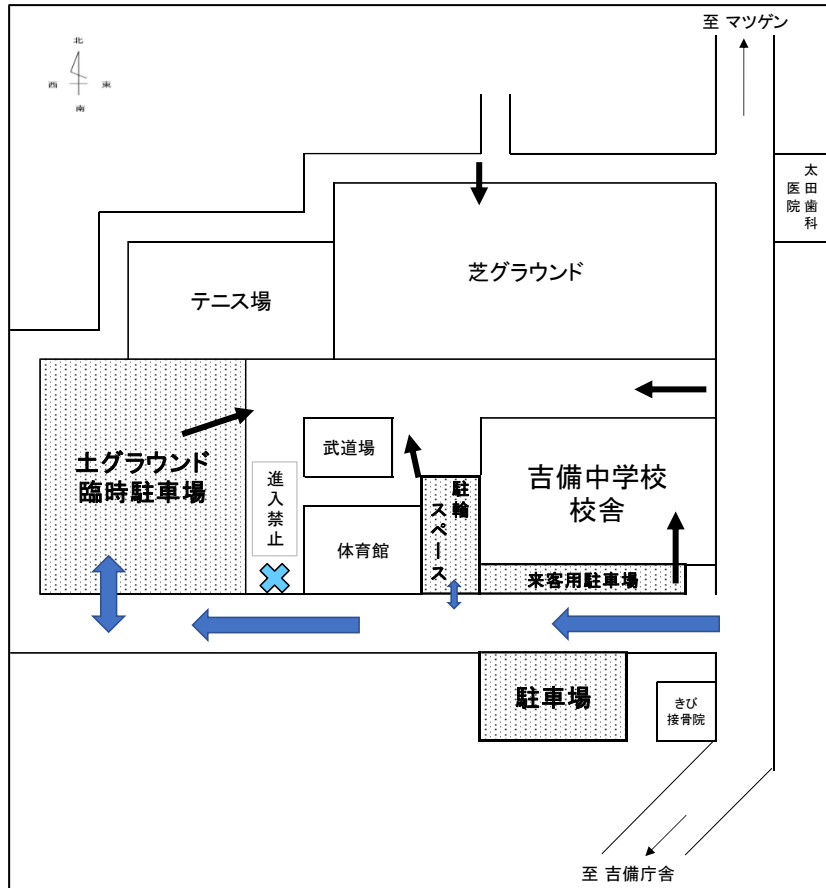 至 マツゲン
北
西 東
南
太田歯科
医院
芝グラウンド
テニス場
土グラウンド
臨時駐車場
進入禁止
武道場
体育館
駐輪
スペース
吉備中学校
校舎
来客用駐車場
駐車場
きび
接骨院
至 吉備庁舎